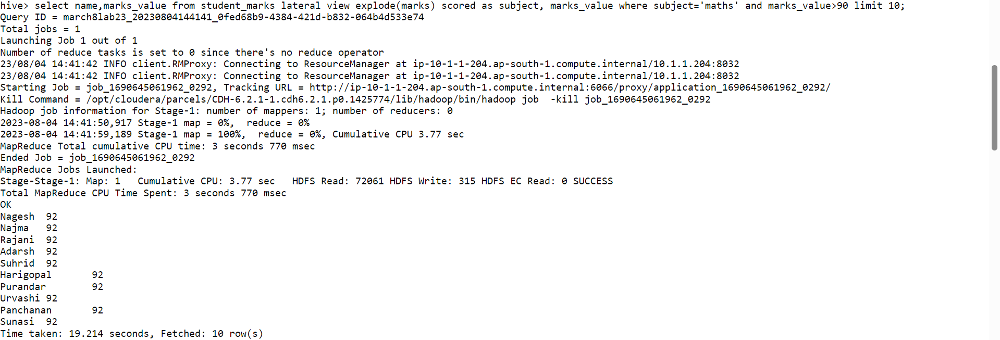 hive> select name,marks_value from student_marks lateral view explode(marks) scored as subject, marks_value where subject='maths' and marks_value>90 limit 10;
Query ID = march8lab23_20230804144141_0fed68b9-4384-421d-b832-064b4d533e74
Total jobs = 1
Launching Job 1 out of 1
Number of reduce tasks is set to 0 since there's no reduce operator
23/08/04 14:41:42 INFO client.RMProxy: Connecting to ResourceManager at ip-10-1-1-204.ap-south-1.compute.internal/10.1.1.204:8032
23/08/04 14:41:42 INFO client.RMProxy: Connecting to ResourceManager at ip-10-1-1-204.ap-south-1.compute.internal/10.1.1.204:8032
Starting Job = job_1690645061962_0292, Tracking URL = http://ip-10-1-1-204.ap-south-1.compute.internal:6066/proxy/application_1690645061962_0292/
Kill Command = /opt/cloudera/parcels/CDH-6.2.1-1.cdh6.2.1.p0.1425774/lib/hadoop/bin/hadoop job  -kill job_1690645061962_0292
Hadoop job information for Stage-1: number of mappers: 1; number of reducers: 0
2023-08-04 14:41:50,917 Stage-1 map = 0%,  reduce = 0%
2023-08-04 14:41:59,189 Stage-1 map = 100%,  reduce = 0%, Cumulative CPU 3.77 sec
MapReduce Total cumulative CPU time: 3 seconds 770 msec
Ended Job = job_1690645061962_0292
MapReduce Jobs Launched:
Stage-Stage-1: Map: 1   Cumulative CPU: 3.77 sec   HDFS Read: 72061 HDFS Write: 315 HDFS EC Read: 0 SUCCESS
Total MapReduce CPU Time Spent: 3 seconds 770 msec
OK
Nagesh  92
Najma   92
Rajani  92
Adarsh  92
Suhrid  92
Harigopal       92
Purandar        92
Urvashi 92
Panchanan       92
Sunasi  92
Time taken: 19.214 seconds, Fetched: 10 row(s)